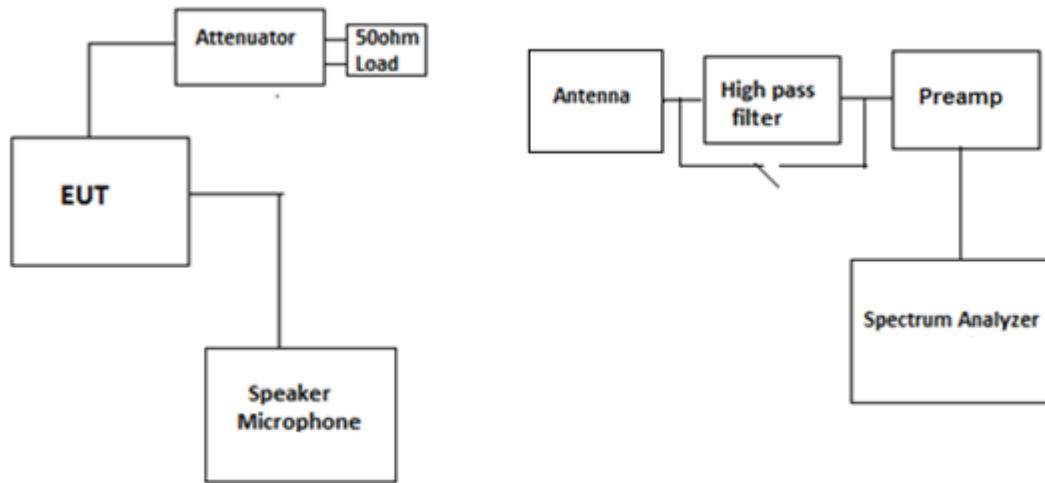 Attenuator
50ohm
Load
EUT
Speaker
Microphone
Antenna
High pass
filter
Preamp
Spectrum Analyzer